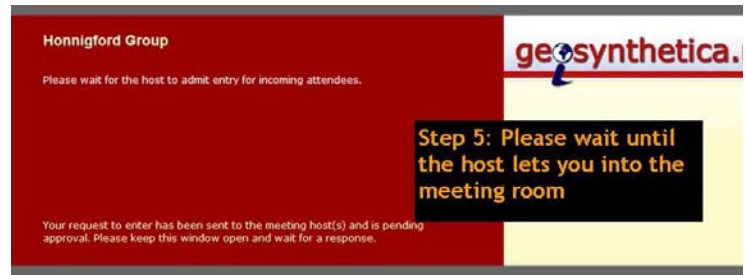 Honnigford Group
geosynthetica.
Please wait for the host to admit entry for incoming attendees.
Step 5: Please wait until
the host lets you into the
meeting room
Your request to enter has been sent to the meeting host(s) and is pending
approval. Please keep this window open and wait for a response.